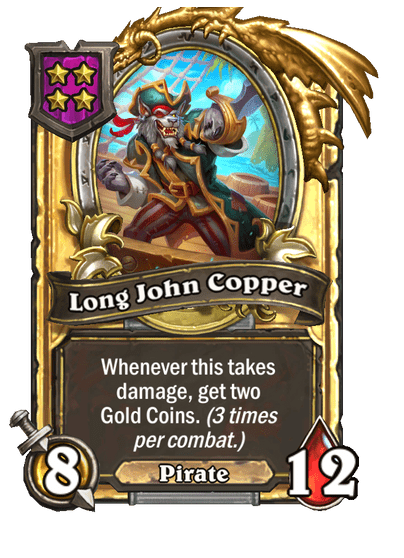 Long John Copper
Whenever this takes
damage, get two
Gold Coins. (3 times
per combat.)
8
Pirate
12